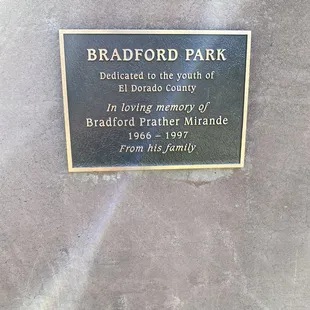 BRADFORD PARK
Dedicated to the youth of
El Dorado County
In loving memory of
Bradford Prather Mirande
1966 – 1997
From his family